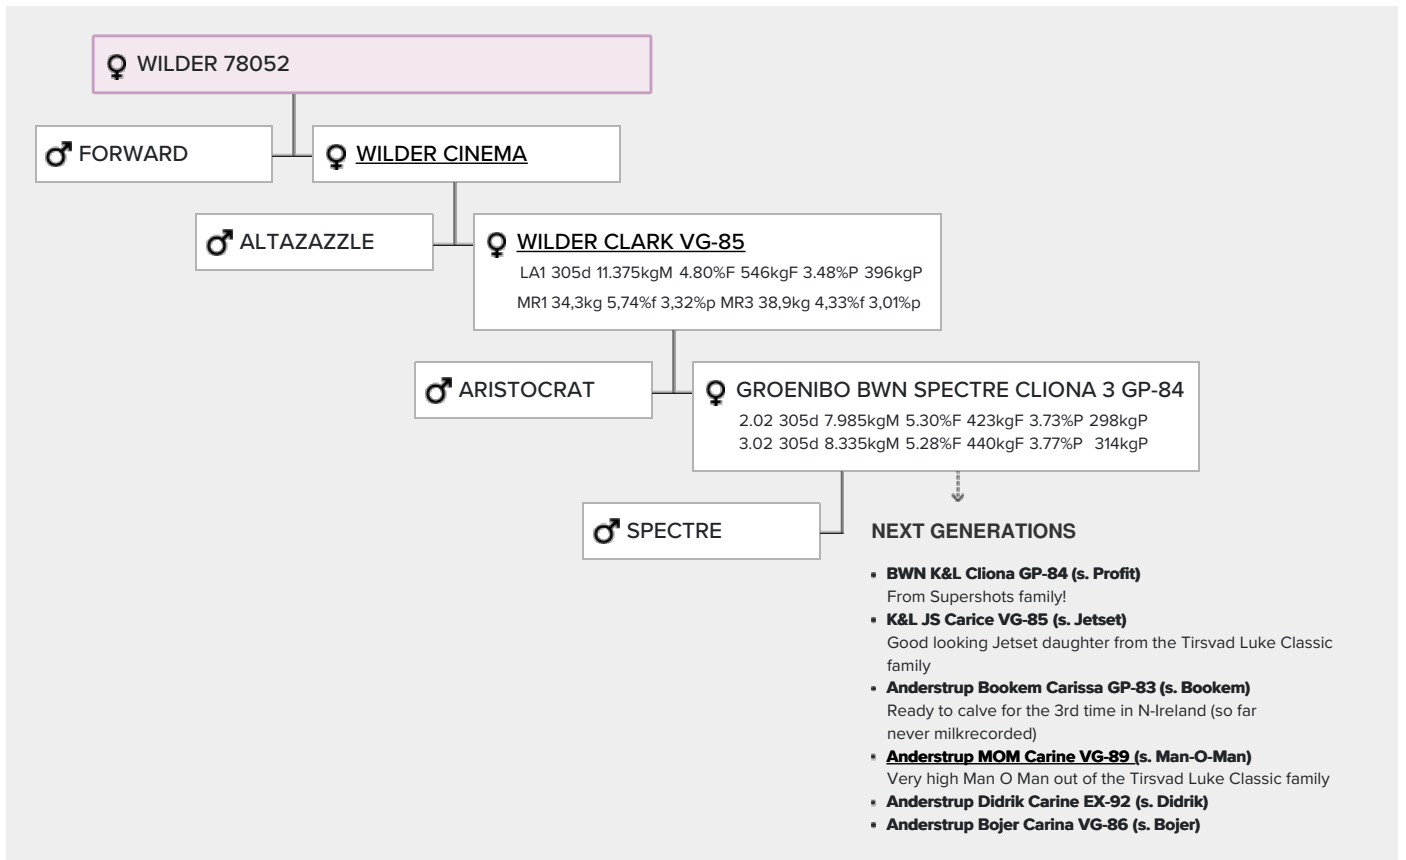 WILDER 78052
FORWARD
WILDER CINEMA
ALTAZAZZLE
WILDER CLARK VG-85
LA1 305d 11.375kgM 4.80%F 546kgF 3.48%P 396kgP
MR1 34,3kg 5,74%f 3,32%p MR3 38,9kg 4,33%f 3,01%p
ARISTOCRAT
GROENIBO BWN SPECTRE CLIONA 3 GP-84
2.02 305d 7.985kgM 5.30%F 423kgF 3.73%P 298kgP
3.02 305d 8.335kgM 5.28%F 440kgF 3.77%P 314kgP
SPECTRE
NEXT GENERATIONS
BWN K&L Cliona GP-84 (s. Profit)
From Supershots family!
K&L JS Carice VG-85 (s. Jetset)
Good looking Jetset daughter from the Tirsvad Luke Classic
family
Anderstrup Bookem Carissa GP-83 (s. Bookem)
Ready to calve for the 3rd time in N-Ireland (so far
never milkrecorded)
Anderstrup MOM Carine VG-89 (s. Man-O-Man)
Very high Man O Man out of the Tirsvad Luke Classic family
Anderstrup Didrik Carine EX-92 (s. Didrik)
Anderstrup Bojer Carina VG-86 (s. Bojer)